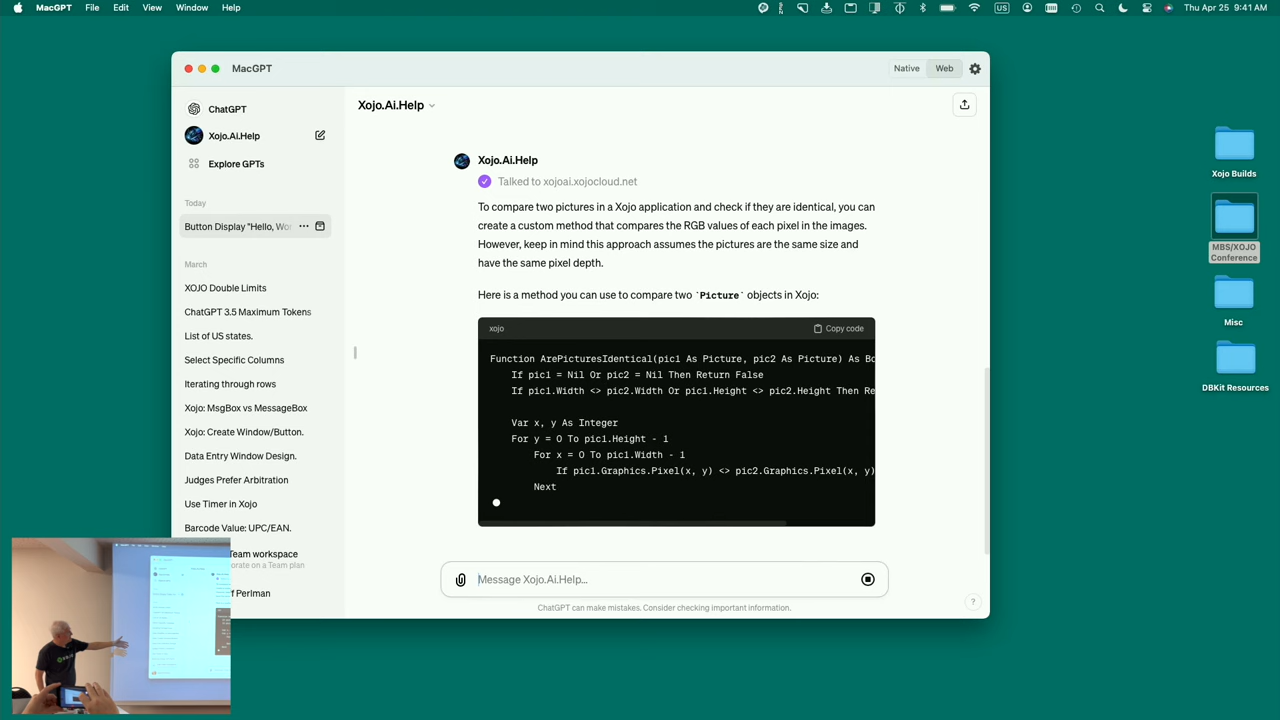 MacGPT File Edit View Window Help
US
Thu Apr 25 9:41 AM
MacGPT
Native Web
ChatGPT
Xojo.Ai.Help
Explore GPTs
Today
Button Display "Hello, Wo
March
XOJO Double Limits
ChatGPT 3.5 Maximum Tokens
List of US states.
Select Specific Columns
Iterating through rows
Xojo: MsgBox vs MessageBox
Xojo: Create Window/Button.
Data Entry Window Design.
Judges Prefer Arbitration
Use Timer in Xojo
Barcode Value: UPC/EAN.
Team workspace
orate on a Team plan
f Perlman
Xojo.Ai.Help
Xojo.Ai.Help
Talked to xojoai.xojocloud.net
To compare two pictures in a Xojo application and check if they are identical, you can
create a custom method that compares the RGB values of each pixel in the images.
However, keep in mind this approach assumes the pictures are the same size and
have the same pixel depth.
Here is a method you can use to compare two `Picture` objects in Xojo:
xojo
Copy code
Function ArePicturesIdentical(pic1 As Picture, pic2 As Picture) As Bo
If pic1 = Nil Or pic2 = Nil Then Return False
If pic1.Width <> pic2.Width Or pic1.Height <> pic2.Height Then Re
Var x, y As Integer
For y = 0 To pic1.Height - 1
For x = 0 To pic1.Width - 1
If pic1.Graphics.Pixel(x, y) <> pic2.Graphics.Pixel(x, y)
Next
Message Xojo.Ai.Help...
ChatGPT can make mistakes. Consider checking important information.
?
Xojo Builds
MBS/XOJO
Conference
Misc
DBKit Resources